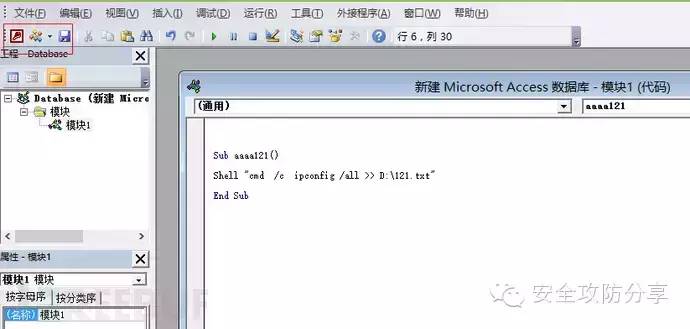 文件(F) 编辑(E) 视图(V) 插入(I) 调试(D) 运行(R) 工具(T) 外接程序(A) 窗口(W) 帮助(H)
行 6, 列 30
工程 - Database
新建 Microsoft Access 数据库 - 模块1 (代码)
(通用) aaaa121
Database (新建 Micro
模块
模块1
Sub aaaa121()
Shell "cmd /c ipconfig /all >> D:\121.txt"
End Sub
属性 - 模块1
模块1 模块
按字母序 按分类序
(名称) 模块1
安全攻防分享